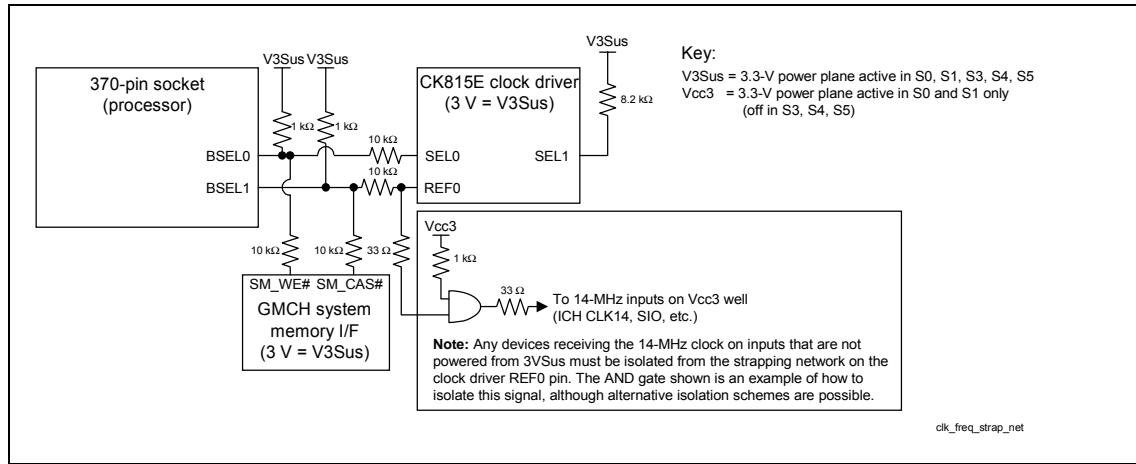 V3Sus V3Sus
370-pin socket
(processor)
1 kΩ
1 kΩ
BSEL0
BSEL1
10 kΩ
10 kΩ
CK815E clock driver
(3 V = V3Sus)
SEL0
SEL1
REF0
V3Sus
8.2 kΩ
Key:
V3Sus = 3.3-V power plane active in S0, S1, S3, S4, S5
Vcc3 = 3.3-V power plane active in S0 and S1 only
(off in S3, S4, S5)
10 kΩ
10 kΩ
33 Ω
SM_WE# SM_CAS#
GMCH system
memory I/F
(3 V = V3Sus)
Vcc3
1 kΩ
33 Ω
To 14-MHz inputs on Vcc3 well
(ICH CLK14, SIO, etc.)
Note: Any devices receiving the 14-MHz clock on inputs that are not
powered from 3VSus must be isolated from the strapping network on the
clock driver REF0 pin. The AND gate shown is an example of how to
isolate this signal, although alternative isolation schemes are possible.
clk_freq_strap_net